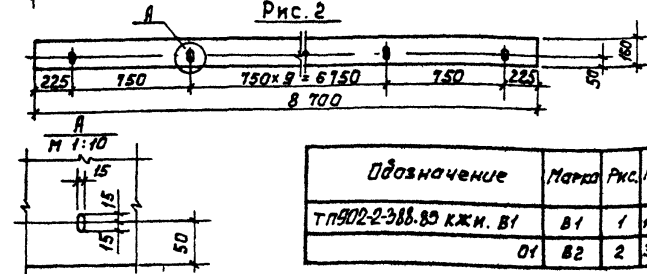 Рис. 2
А
225 750 750×9=6750 750 225
8 700
50
160
А
М 1:10
15
15
15
50
Обозначение Марка Рис.
ТП902-2-388.89 КЖИ. В1 В1 1
01 В2 2